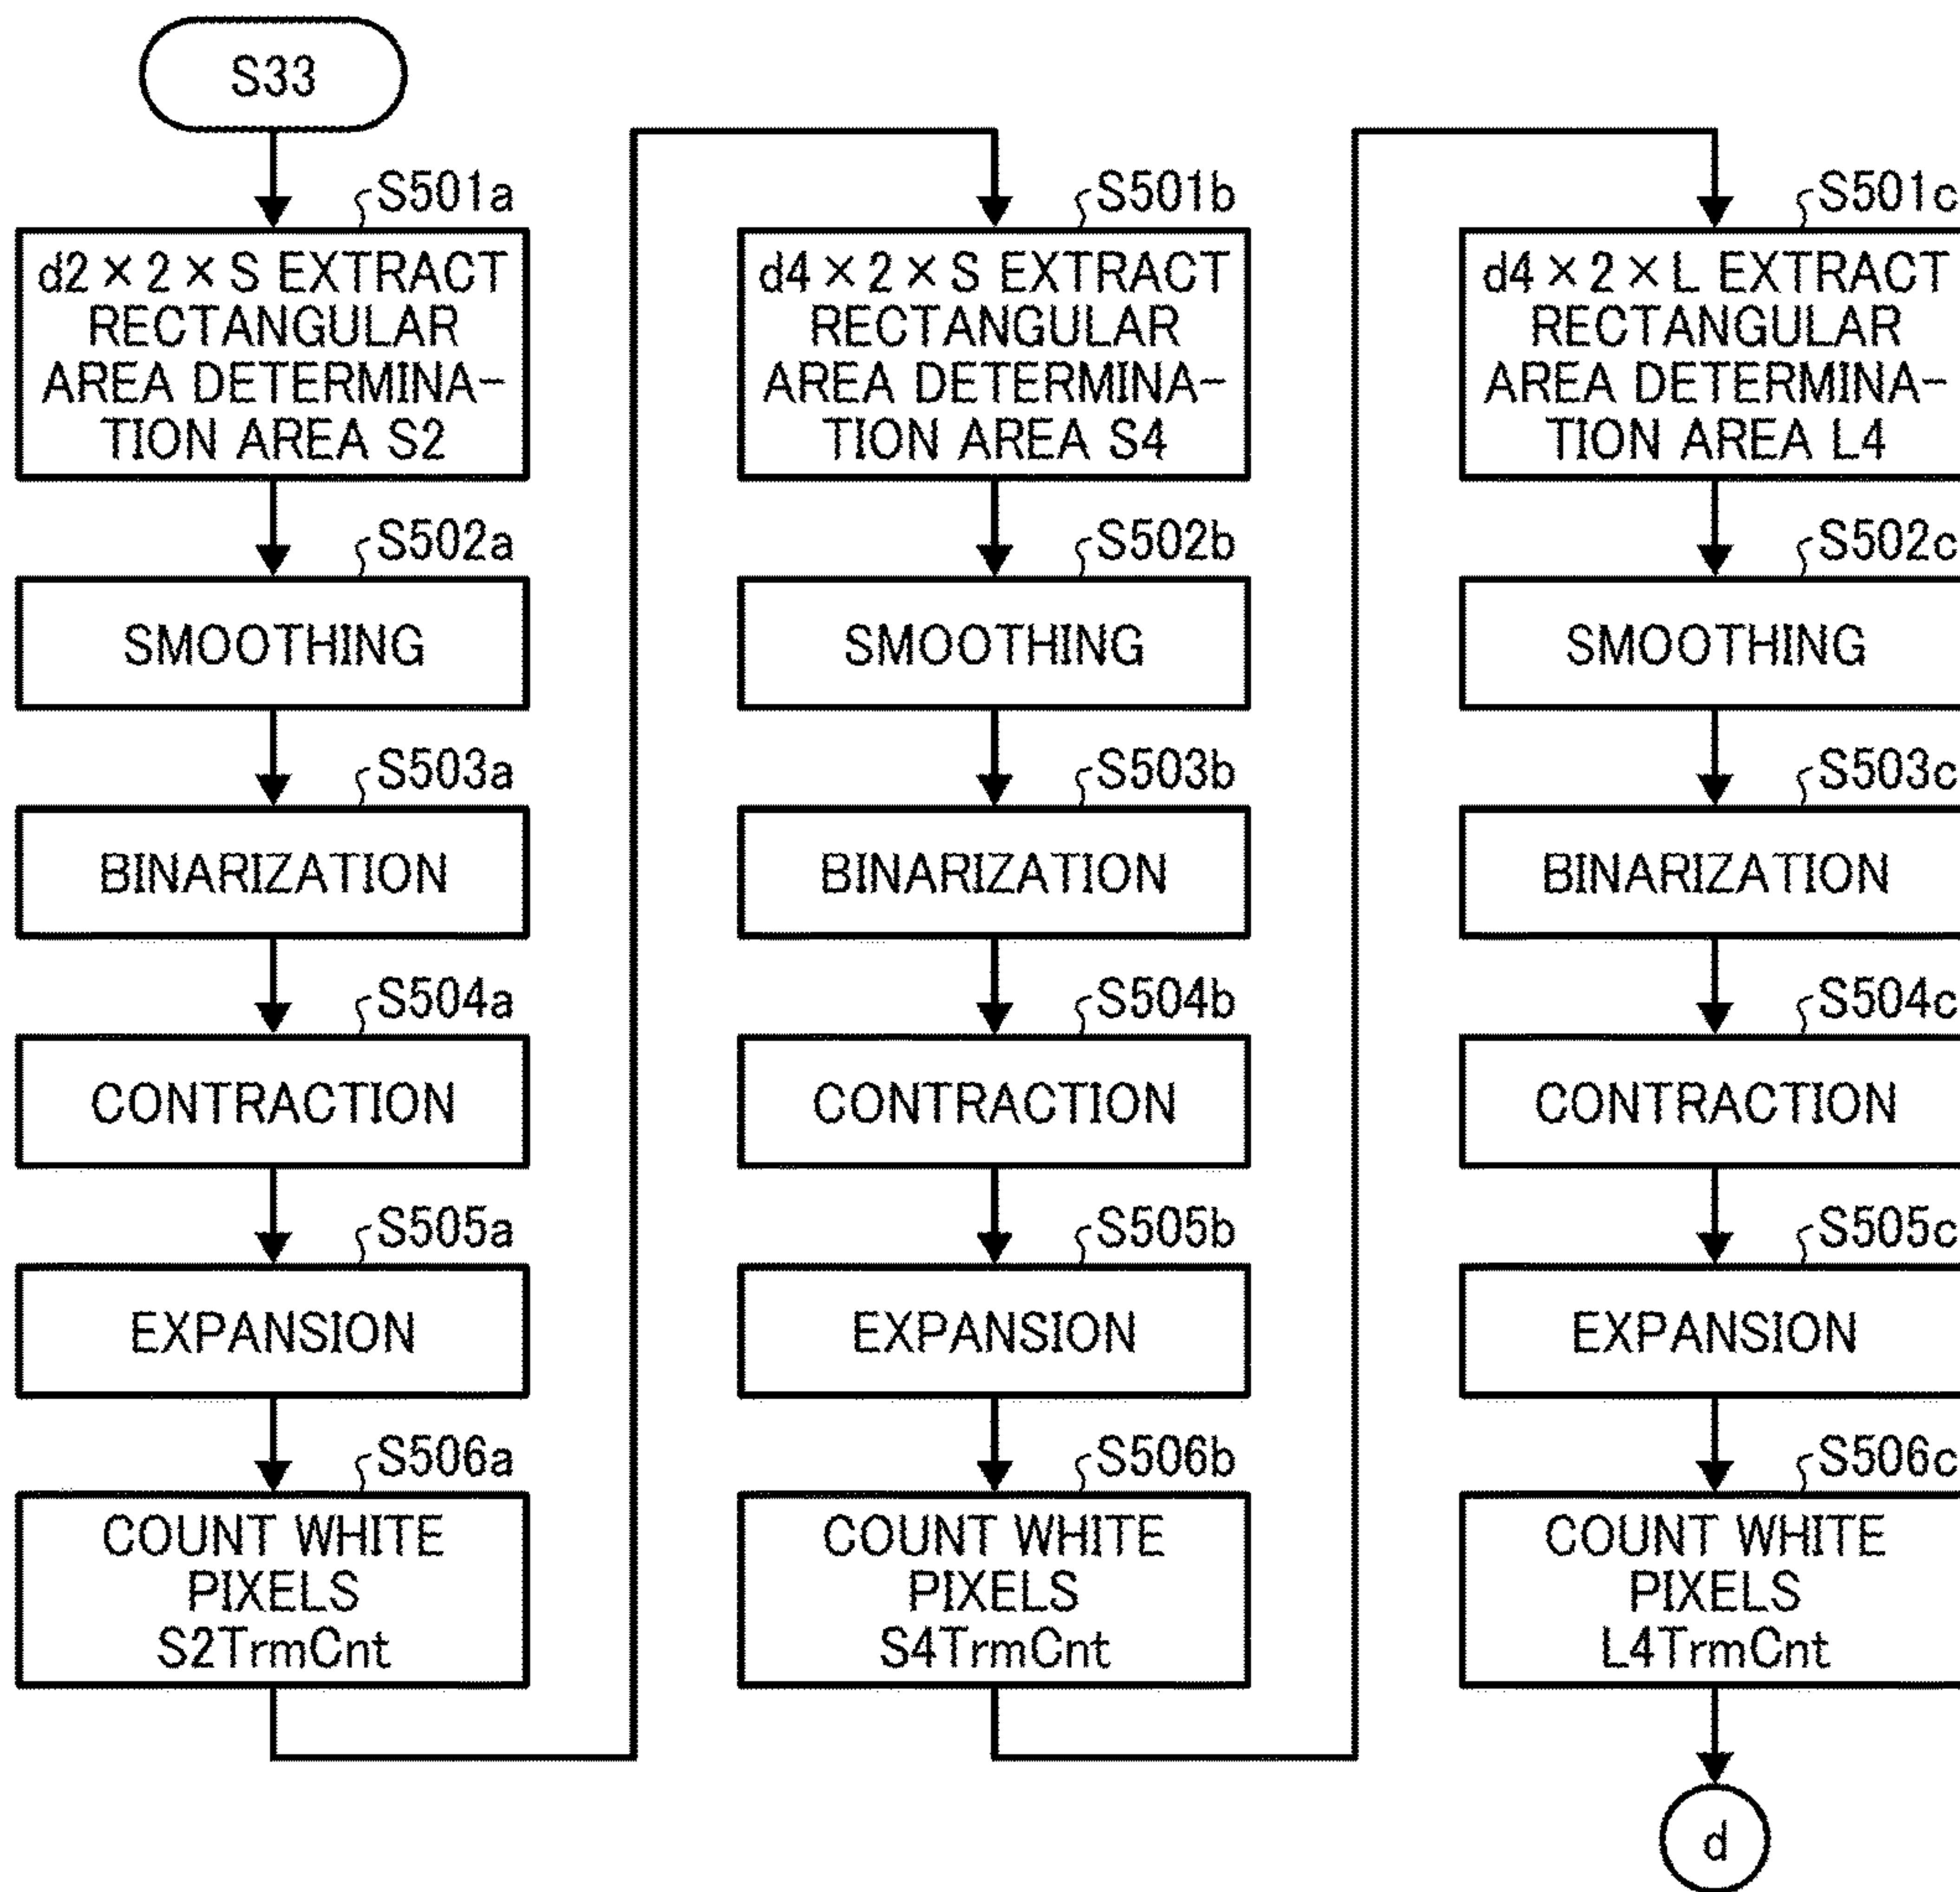 S33
S501a
d2 × 2 × S EXTRACT
RECTANGULAR
AREA DETERMINA-
TION AREA S2
S502a
SMOOTHING
S503a
BINARIZATION
S504a
CONTRACTION
S505a
EXPANSION
S506a
COUNT WHITE
PIXELS
S2TrmCnt
S501b
d4 × 2 × S EXTRACT
RECTANGULAR
AREA DETERMINA-
TION AREA S4
S502b
SMOOTHING
S503b
BINARIZATION
S504b
CONTRACTION
S505b
EXPANSION
S506b
COUNT WHITE
PIXELS
S4TrmCnt
S501c
d4 × 2 × L EXTRACT
RECTANGULAR
AREA DETERMINA-
TION AREA L4
S502c
SMOOTHING
S503c
BINARIZATION
S504c
CONTRACTION
S505c
EXPANSION
S506c
COUNT WHITE
PIXELS
L4TrmCnt
d